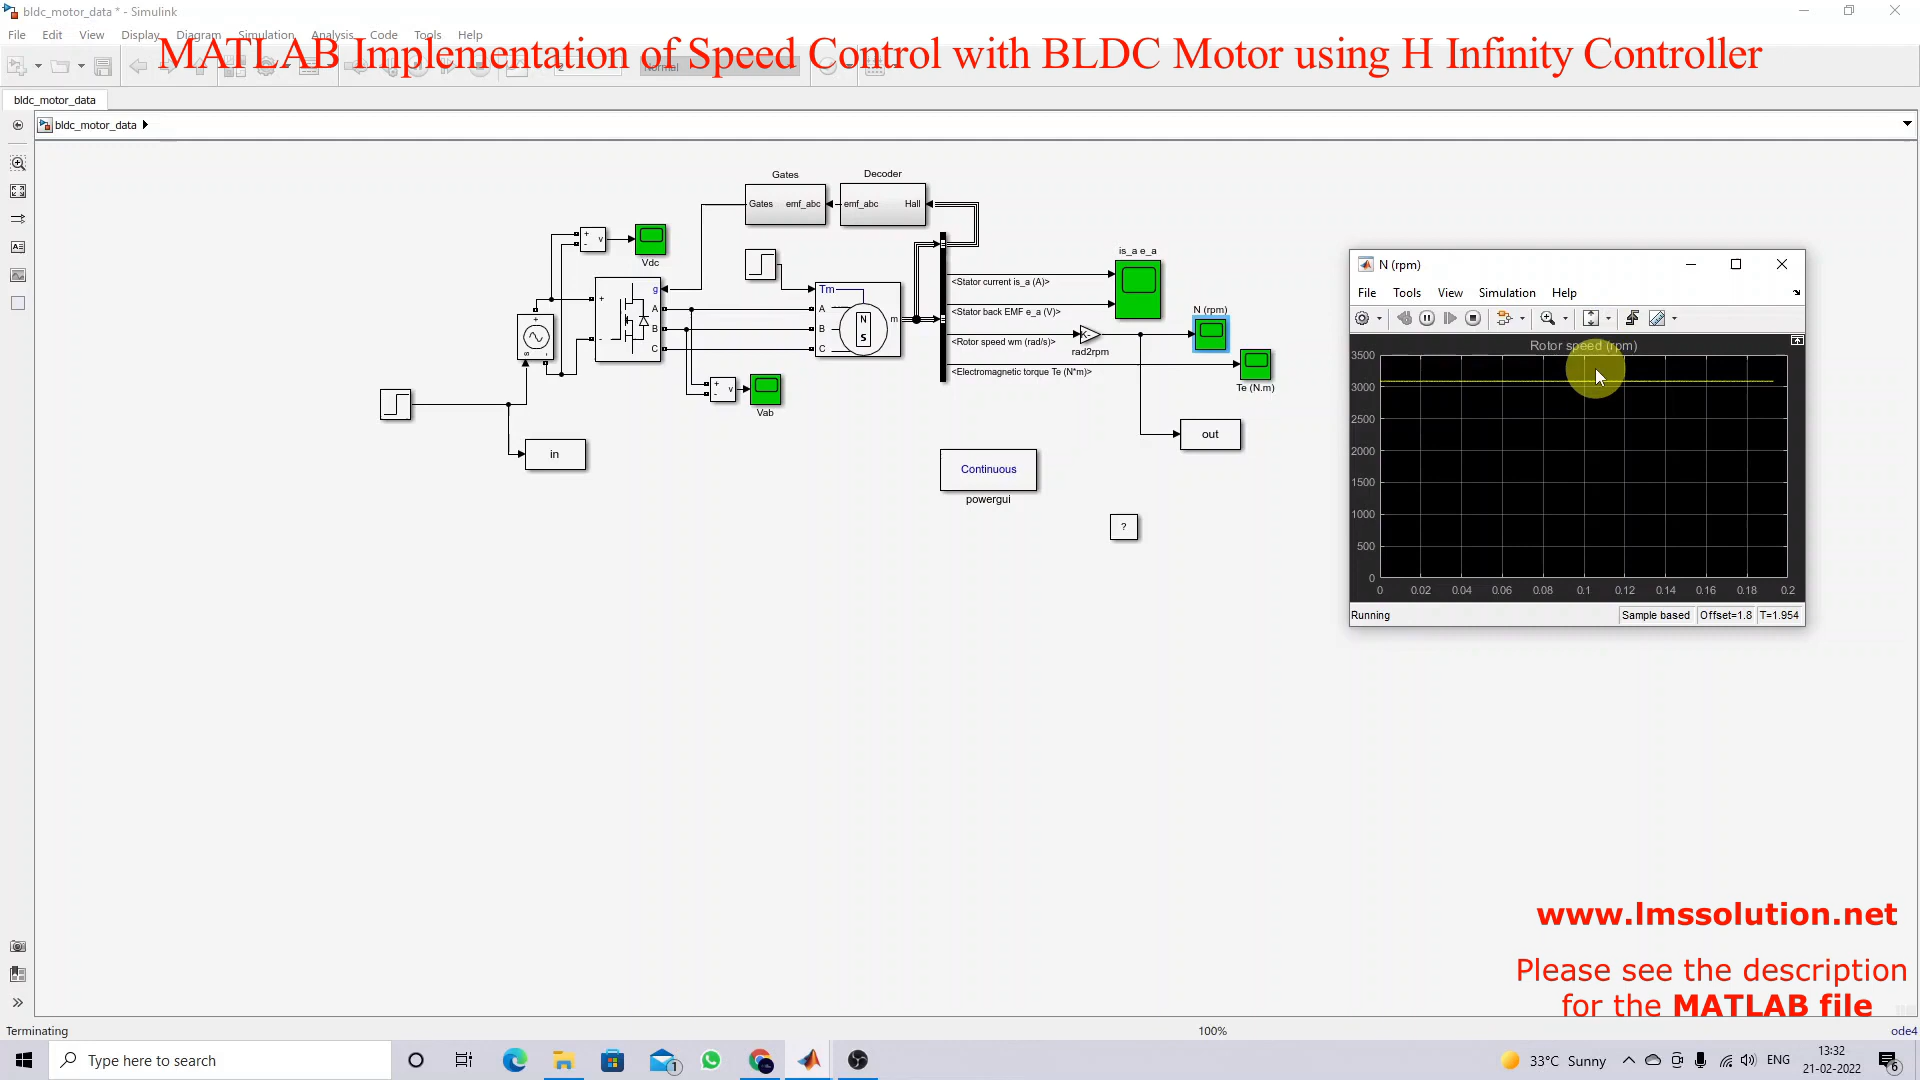 bldc_motor_data * - Simulink
File Edit View Display Diagram Simulation Analysis Code Tools Help
MATLAB Implementation of Speed Control with BLDC Motor using H Infinity Controller
Normal
bldc_motor_data
bldc_motor_data
Gates
Decoder
Gates emf_abc
emf_abc Hall
+
-
v
Vdc
is_a e_a
g
+
-
A
B
C
Tm
A
B
C
N
S
m
<Stator current is_a (A)>
<Stator back EMF e_a (V)>
<Rotor speed wm (rad/s)>
<Electromagnetic torque Te (N*m)>
N (rpm)
K-
rad2rpm
Te (N.m)
+
-
s
+
-
v
Vab
in
out
Continuous
powergui
?
N (rpm)
File Tools View Simulation Help
Rotor speed (rpm)
3500
3000
2500
2000
1500
1000
500
0
0 0.02 0.04 0.06 0.08 0.1 0.12 0.14 0.16 0.18 0.2
Running Sample based Offset=1.8 T=1.954
www.lmssolution.net
Please see the description
for the MATLAB file
Terminating 100% ode4
Type here to search
1
33°C Sunny
ENG
13:32
21-02-2022
6